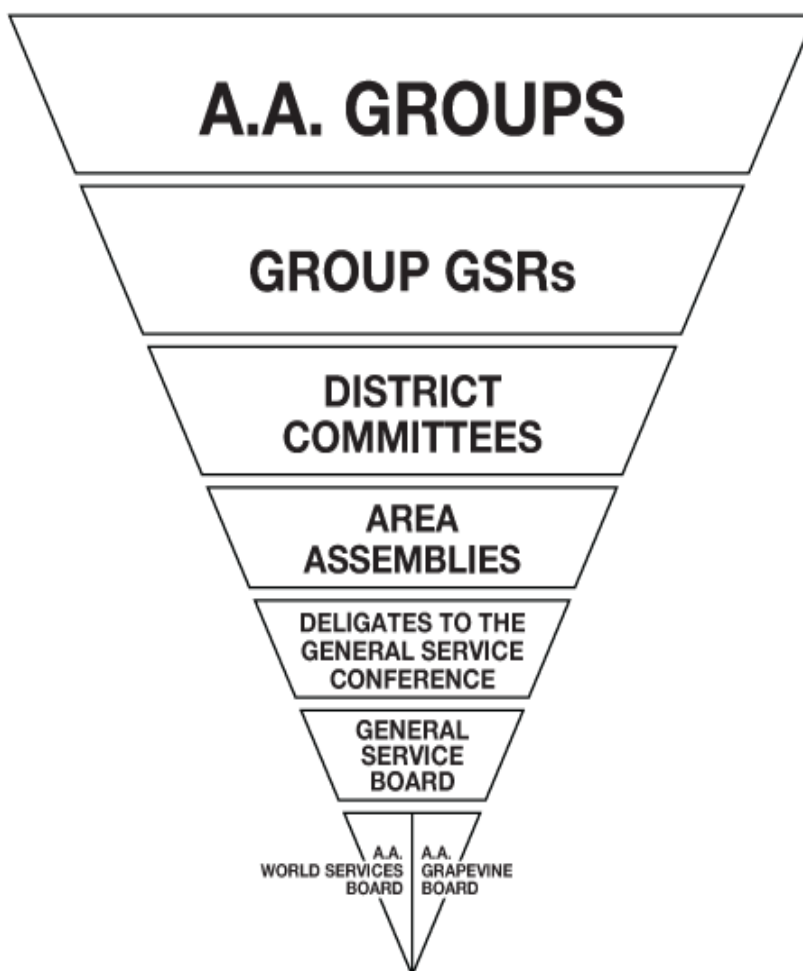 A.A. GROUPS
GROUP GSRs
DISTRICT
COMMITTEES
AREA
ASSEMBLIES
DELIGATES TO THE
GENERAL SERVICE
CONFERENCE
GENERAL
SERVICE
BOARD
A.A.
WORLD SERVICES
BOARD
A.A.
GRAPEVINE
BOARD